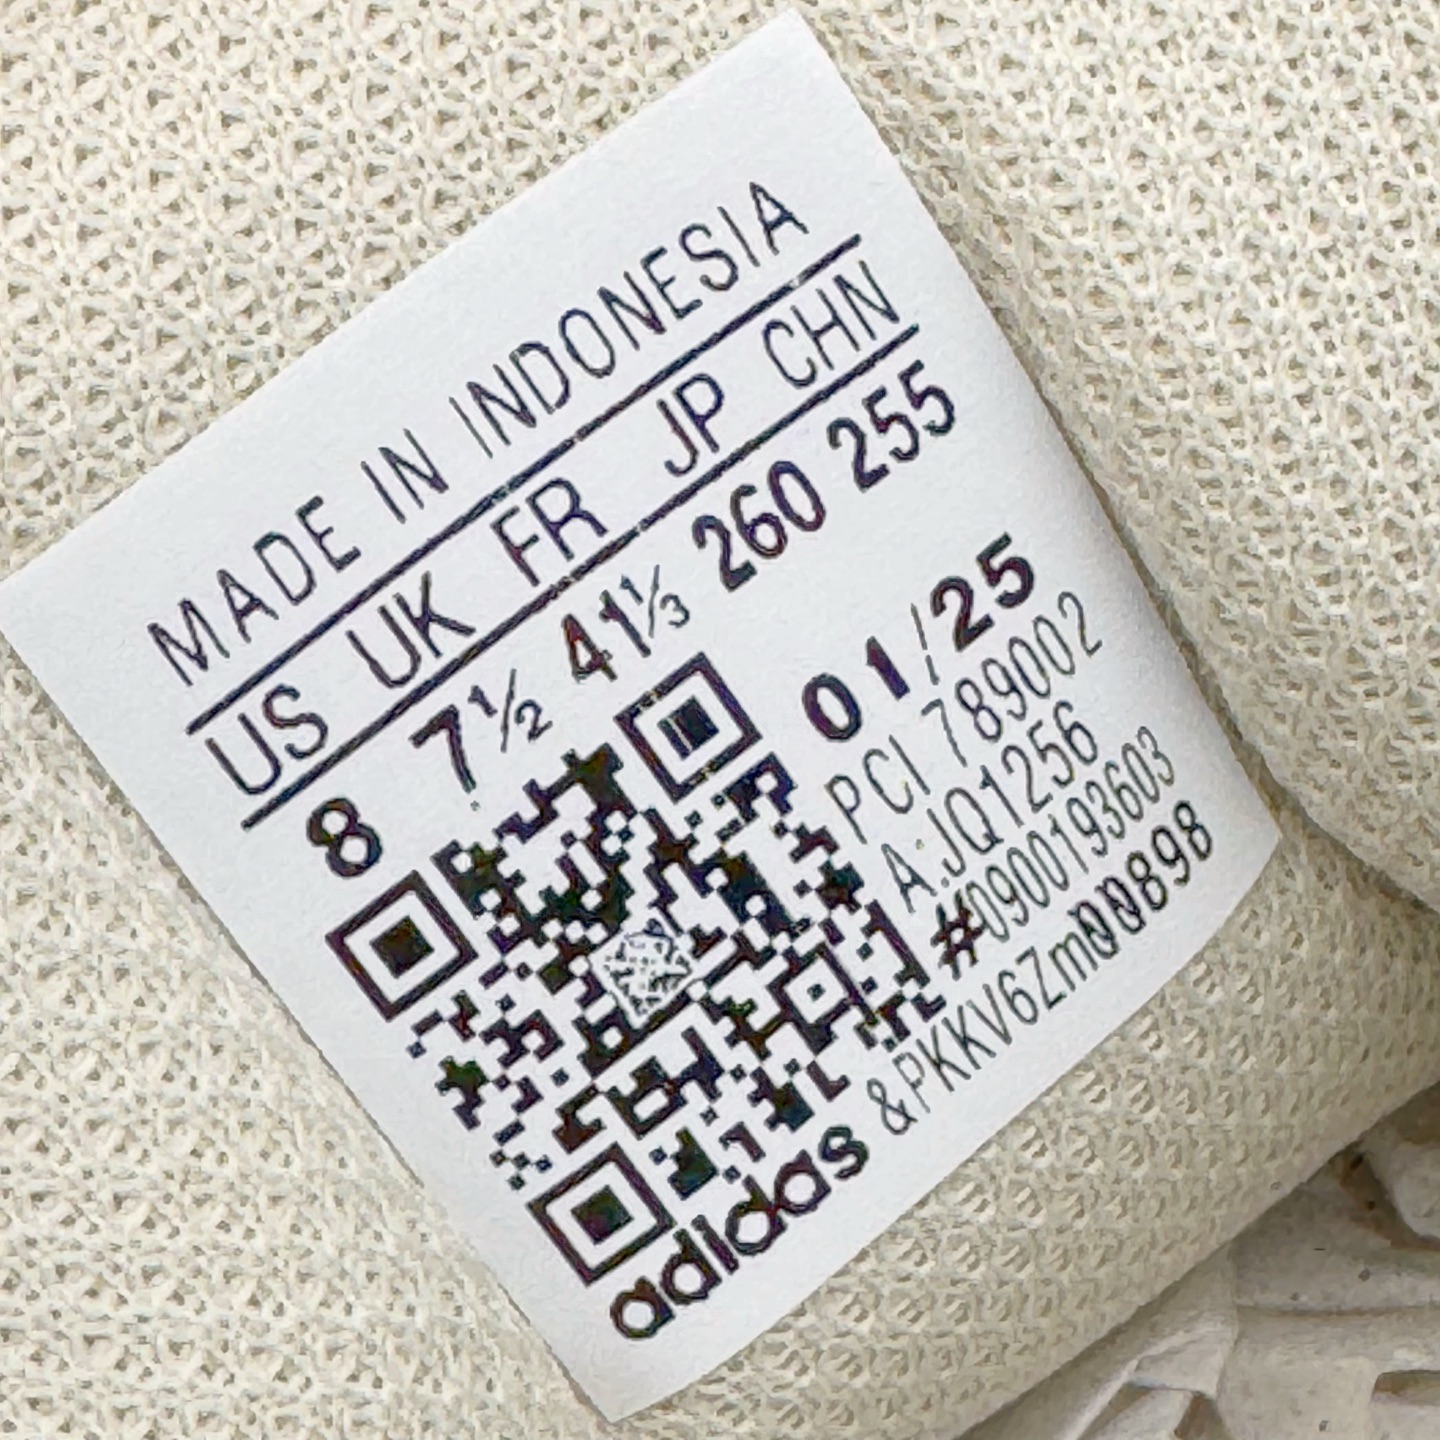 MADE IN INDONESIA
US UK FR JP CHN
8 7½ 41⅓ 260 255
01/25
PCI 789002
A.JQ1256
#0900193603
adidas